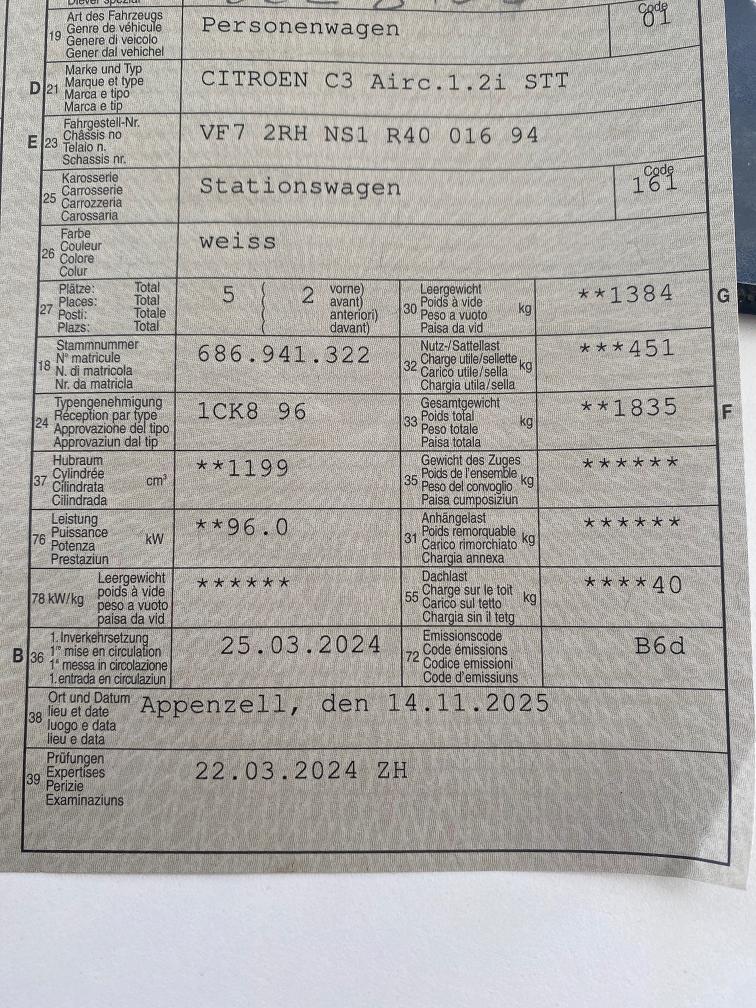 19 Art des Fahrzeugs
Genre de véhicule
Genere di veicolo
Gener dal vehichel
Personenwagen
Code
01
D 21 Marke und Typ
Marque et type
Marca e tipo
Marca e tip
CITROEN C3 Airc.1.2i STT
E 23 Fahrgestell-Nr.
Châssis no
Telaio n.
Schassis nr.
VF7 2RH NS1 R40 016 94
25 Karosserie
Carrosserie
Carrozzeria
Carossaria
Stationswagen
Code
161
26 Farbe
Couleur
Colore
Colur
weiss
27 Plätze: Total
Places: Total
Posti: Totale
Plazs: Total
5 2 vorne)
avant)
anteriori)
davant)
30 Leergewicht
Poids à vide
Peso a vuoto
Paisa da vid
kg
**1384
G
18 Stammnummer
N° matricule
N. di matricola
Nr. da matricla
686.941.322
32 Nutz-/Sattellast
Charge utile/sellette
Carico utile/sella
Chargia utila/sella
kg
***451
24 Typengenehmigung
Réception par type
Approvazione del tipo
Approvaziun dal tip
1CK8 96
33 Gesamtgewicht
Poids total
Peso totale
Paisa totala
kg
**1835
F
37 Hubraum
Cylindrée
Cilindrata
Cilindrada
cm³
**1199
35 Gewicht des Zuges
Poids de l'ensemble
Peso del convoglio
Paisa cumposiziun
kg
******
76 Leistung
Puissance
Potenza
Prestaziun
kW
**96.0
31 Anhängelast
Poids remorquable
Carico rimorchiato
Chargia annexa
kg
******
78 kW/kg Leergewicht
poids à vide
peso a vuoto
paisa da vid
******
55 Dachlast
Charge sur le toit
Carico sul tetto
Chargia sin il tetg
kg
****40
B 36 1. Inverkehrsetzung
1re mise en circulation
1a messa in circolazione
1. entrada en circulaziun
25.03.2024
72 Emissionscode
Code émissions
Codice emissioni
Code d'emissiuns
B6d
38 Ort und Datum
lieu et date
luogo e data
lieu e data
Appenzell, den 14.11.2025
39 Prüfungen
Expertises
Perizie
Examinaziuns
22.03.2024 ZH